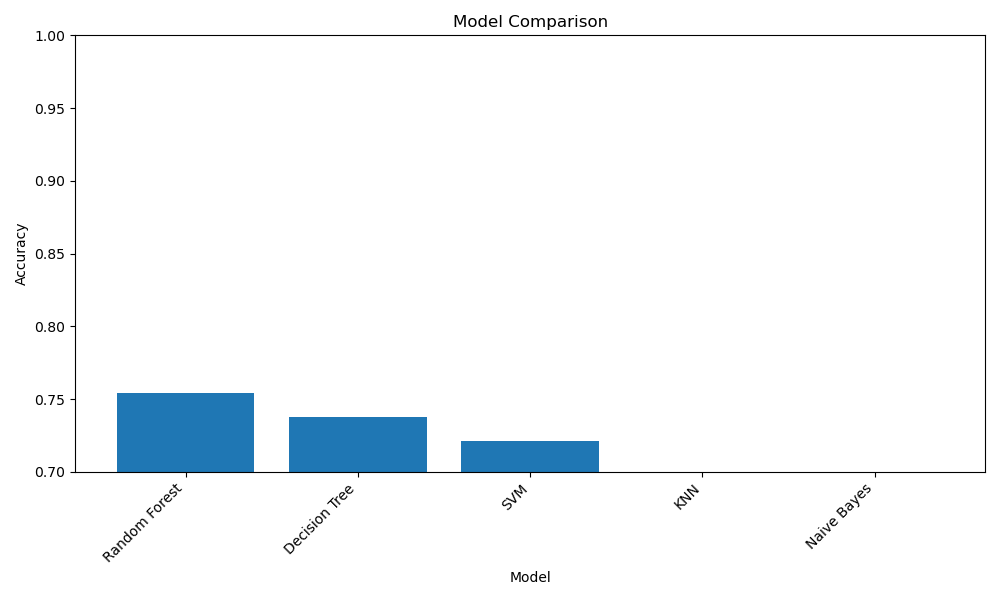 Model Comparison
1.00
0.95
0.90
0.85
0.80
0.75
0.70
Accuracy
Random Forest
Decision Tree
SVM
KNN
Naive Bayes
Model